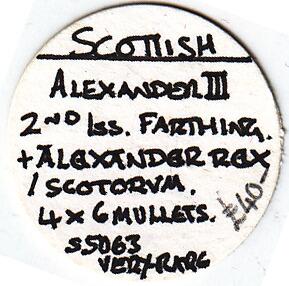 SCOTTISH
ALEXANDER III
2ND ISS. FARTHING.
+ALEXANDER REX
/SCOTORVM.
4 x 6 MULLETS.
£40-
S5063
VERY RARE